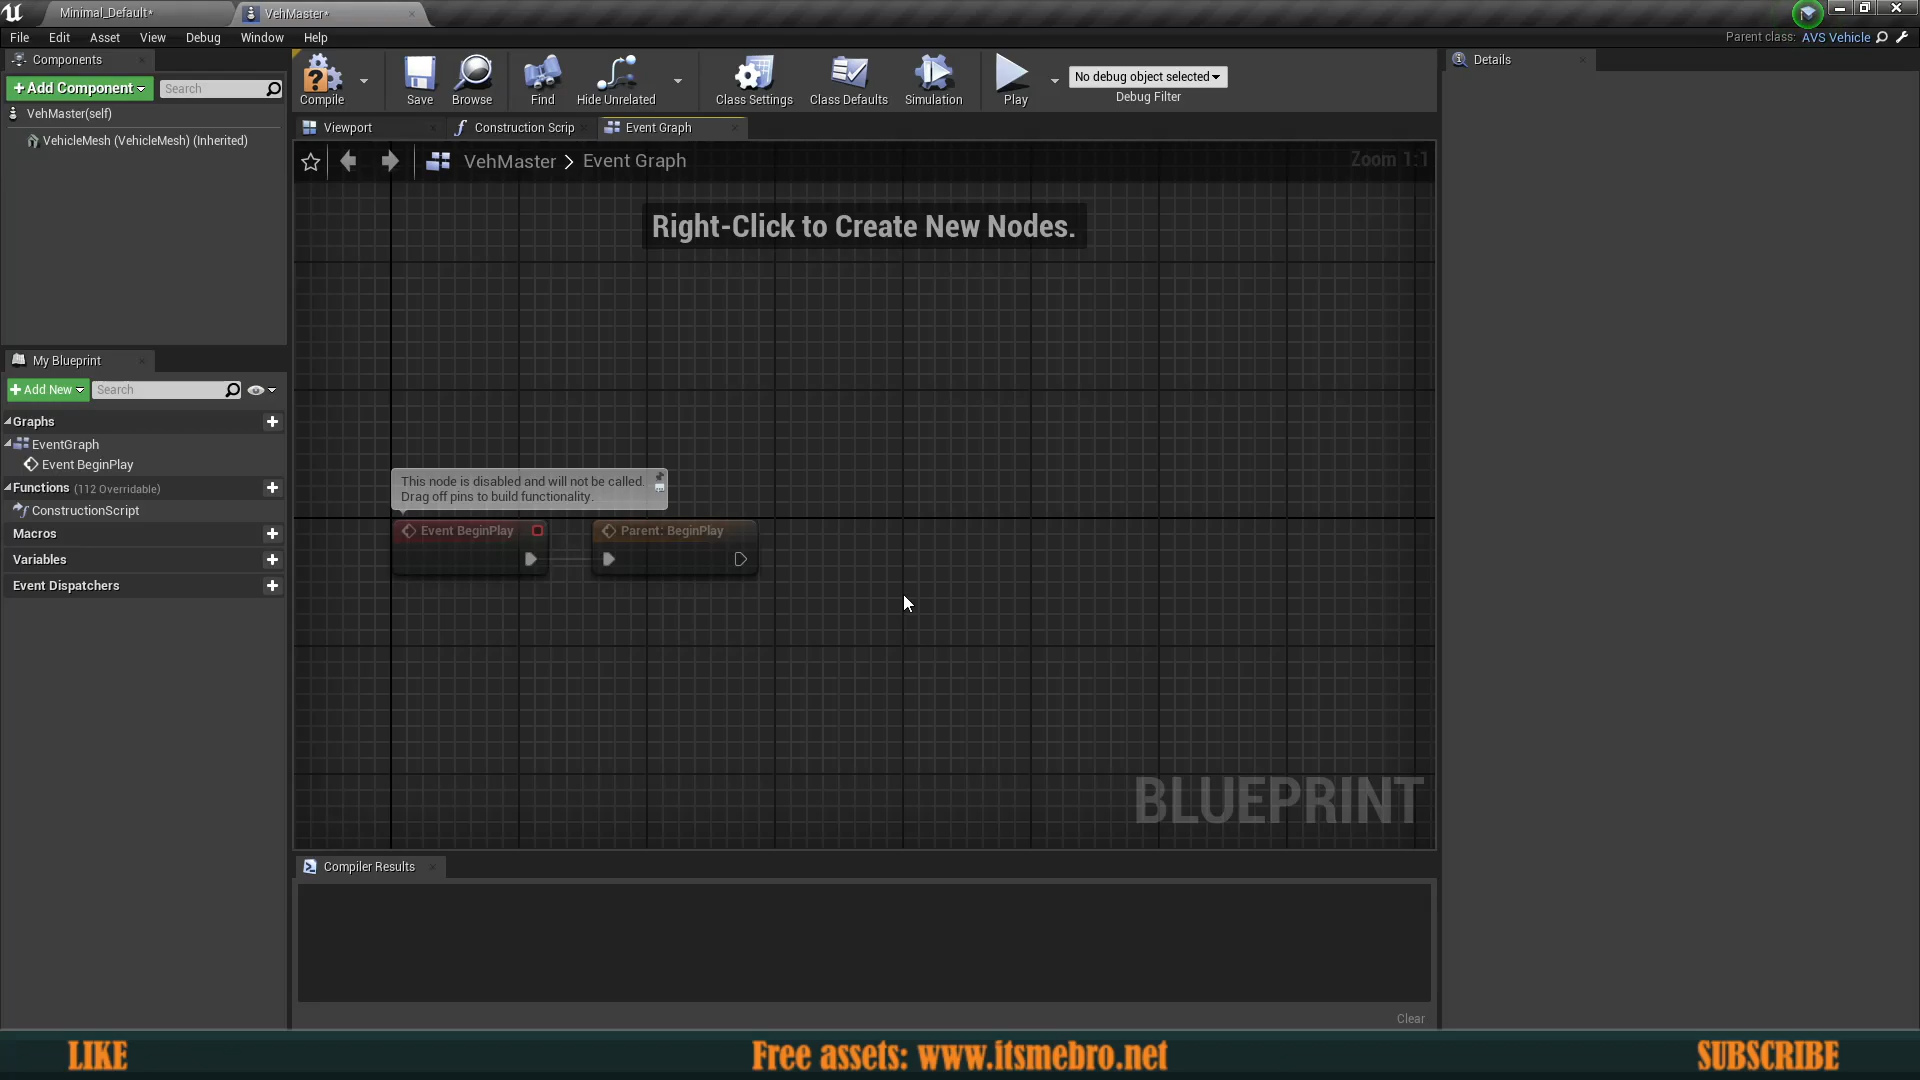 Minimal_Default*
VehMaster*
File Edit Asset View Debug Window Help
Parent class: AVS Vehicle
Components
+Add Component
Search
VehMaster(self)
VehicleMesh (VehicleMesh) (Inherited)
Compile
Save
Browse
Find
Hide Unrelated
Class Settings
Class Defaults
Simulation
Play
No debug object selected
Debug Filter
Details
Viewport
Construction Scrip
Event Graph
VehMaster > Event Graph
Zoom 1:1
Right-Click to Create New Nodes.
My Blueprint
+Add New
Search
Graphs
EventGraph
Event BeginPlay
Functions (112 Overridable)
ConstructionScript
Macros
Variables
Event Dispatchers
This node is disabled and will not be called.
Drag off pins to build functionality.
Event BeginPlay
Parent: BeginPlay
BLUEPRINT
Compiler Results
Clear
LIKE
Free assets: www.itsmebro.net
SUBSCRIBE